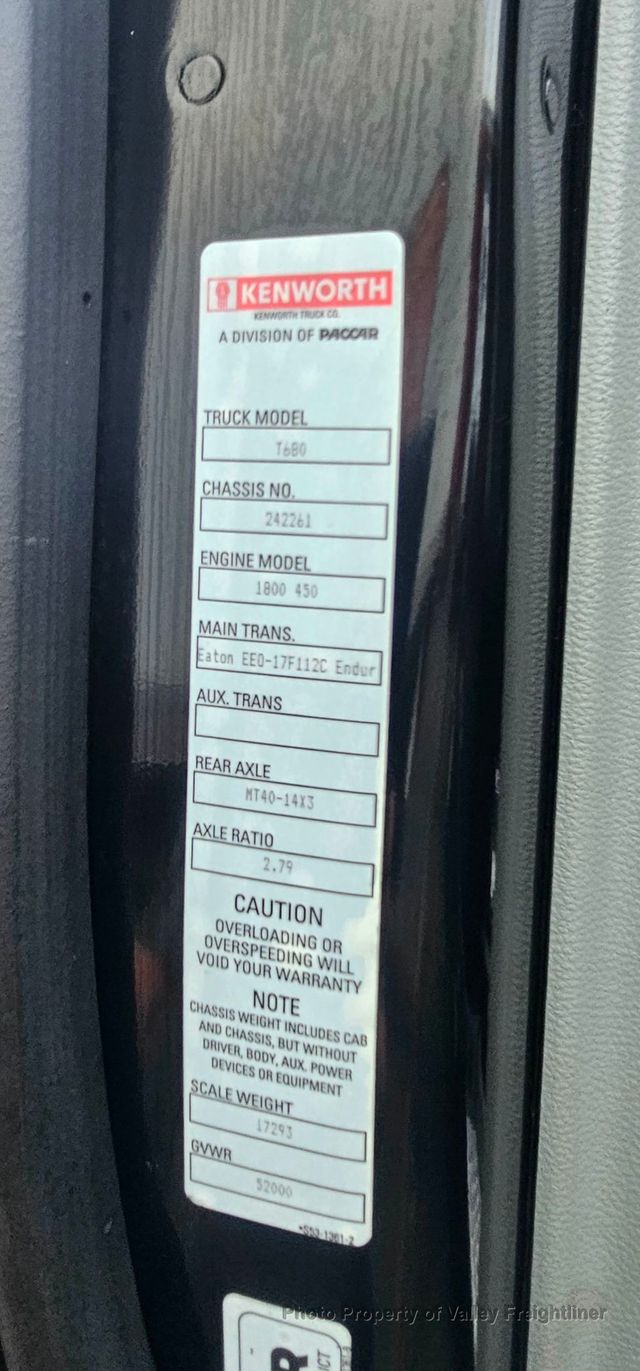 KENWORTH
KENWORTH TRUCK CO.
A DIVISION OF PACCAR
TRUCK MODEL
T680
CHASSIS NO.
242261
ENGINE MODEL
1800 450
MAIN TRANS.
Eaton EEO-17F112C Endur
AUX. TRANS
REAR AXLE
MT40-14X3
AXLE RATIO
2.79
CAUTION
OVERLOADING OR
OVERSPEEDING WILL
VOID YOUR WARRANTY
NOTE
CHASSIS WEIGHT INCLUDES CAB
AND CHASSIS, BUT WITHOUT
DRIVER, BODY, AUX. POWER
DEVICES OR EQUIPMENT
SCALE WEIGHT
17293
GVWR
52000
*S53-1361-2
Photo Property of Valley Freightliner